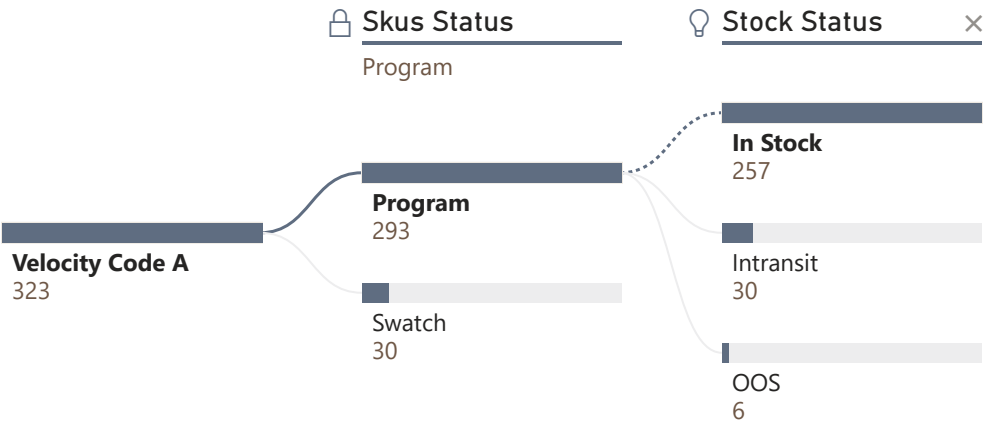 Skus Status
Program
Stock Status
Velocity Code A
323
Program
293
Swatch
30
In Stock
257
Intransit
30
OOS
6